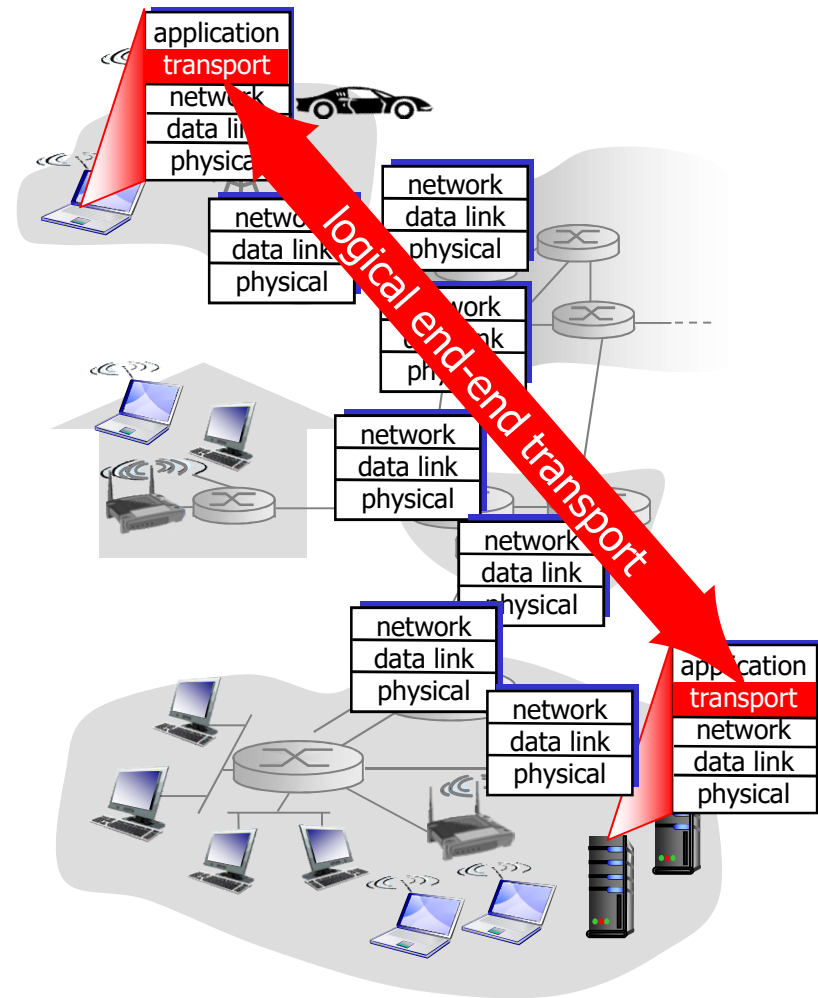 application
transport
network
data link
physical
network
data link
physical
network
data link
physical
logical end-end transport
network
data link
physical
network
data link
physical
network
data link
physical
network
data link
physical
application
transport
network
data link
physical